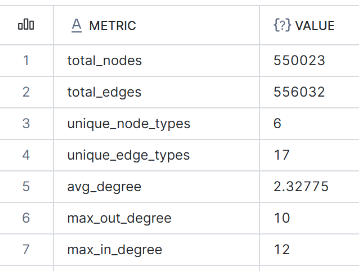 A METRIC {?} VALUE
1 total_nodes 550023
2 total_edges 556032
3 unique_node_types 6
4 unique_edge_types 17
5 avg_degree 2.32775
6 max_out_degree 10
7 max_in_degree 12